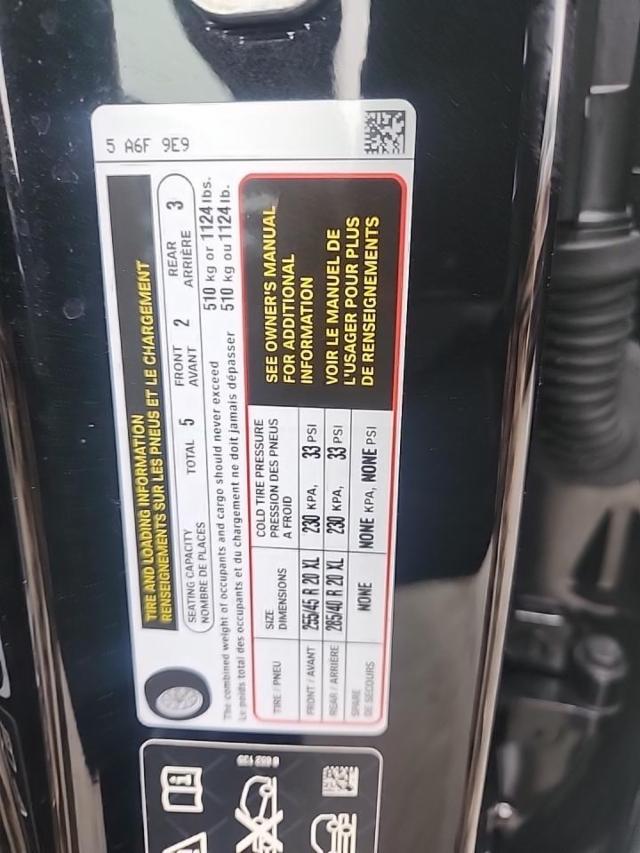 5 A6F 9E9
TIRE AND LOADING INFORMATION
RENSEIGNEMENTS SUR LES PNEUS ET LE CHARGEMENT
SEATING CAPACITY
NOMBRE DE PLACES
TOTAL 5
FRONT
AVANT 2
REAR
ARRIÈRE 3
The combined weight of occupants and cargo should never exceed 510 kg or 1124 lbs.
Le poids total des occupants et du chargement ne doit jamais dépasser 510 kg ou 1124 lb.
TIRE / PNEU
SIZE
DIMENSIONS
COLD TIRE PRESSURE
PRESSION DES PNEUS
A FROID
FRONT / AVANT 255/45 R 20 XL 230 KPA, 33 PSI
REAR / ARRIÈRE 285/40 R 20 XL 230 KPA, 33 PSI
SPARE
DE SECOURS
NONE NONE KPA, NONE PSI
SEE OWNER'S MANUAL
FOR ADDITIONAL
INFORMATION
VOIR LE MANUEL DE
L'USAGER POUR PLUS
DE RENSEIGNEMENTS